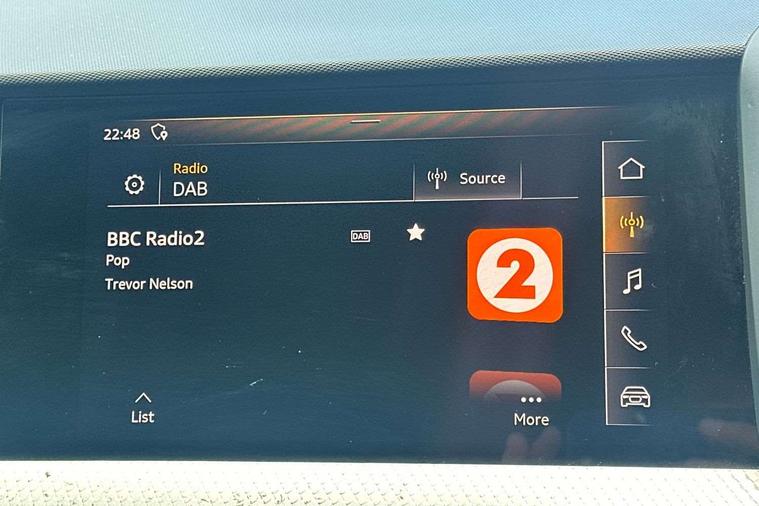 22:48
Radio
DAB
Source
BBC Radio2
DAB
Pop
Trevor Nelson
2
List
More